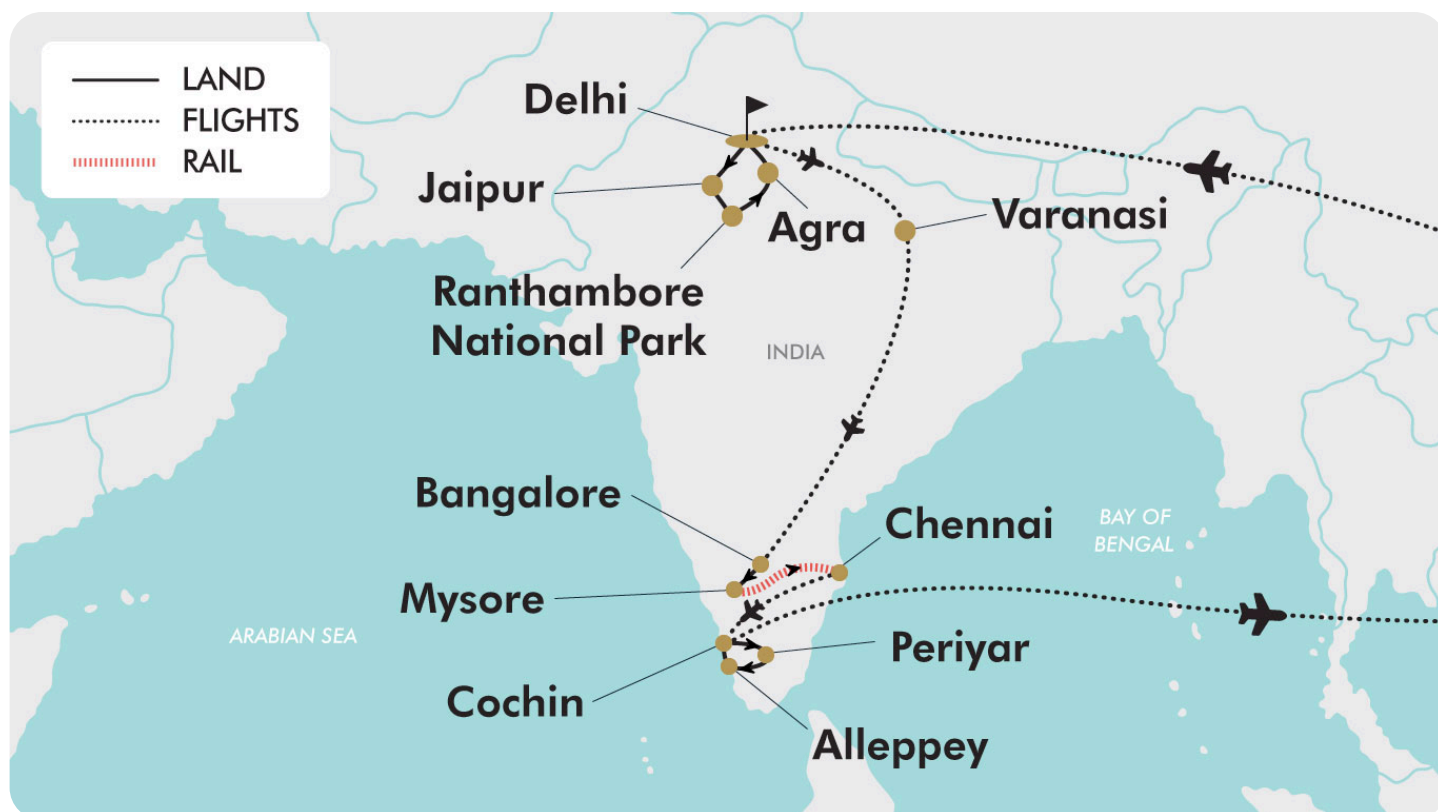 LAND
FLIGHTS
RAIL
Delhi
Jaipur
Agra
Varanasi
Ranthambore
National Park
INDIA
Bangalore
Chennai
BAY OF
BENGAL
Mysore
ARABIAN SEA
Periyar
Cochin
Alleppey